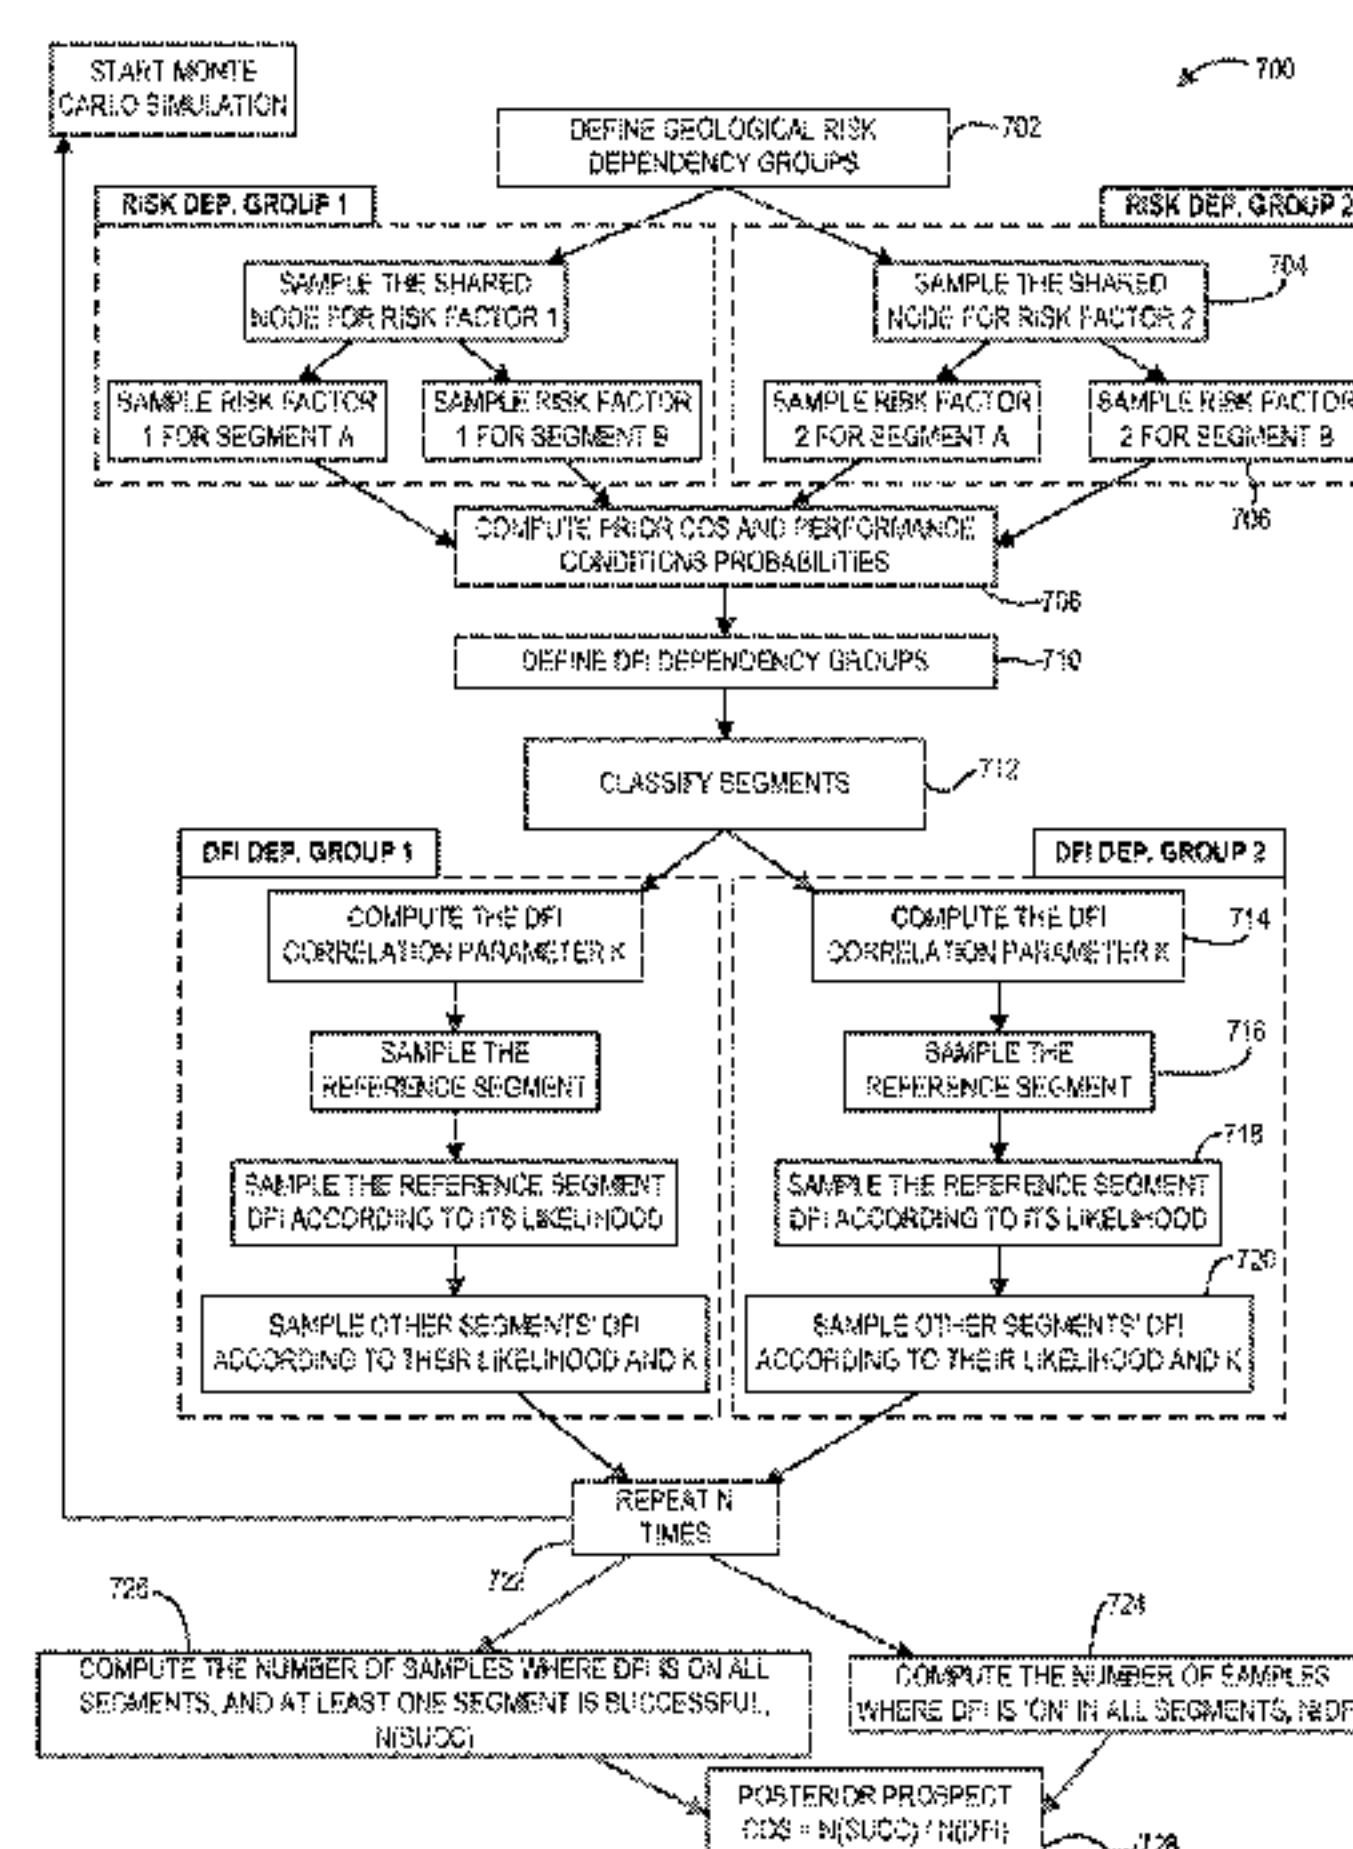 START MONTE
CARLO SIMULATION
700
DEFINE GEOLOGICAL RISK
DEPENDENCY GROUPS
702
RISK DEP. GROUP 1
RISK DEP. GROUP 2
SAMPLE THE SHARED
NODE FOR RISK FACTOR 1
SAMPLE THE SHARED
NODE FOR RISK FACTOR 2
704
SAMPLE RISK FACTOR
1 FOR SEGMENT A
SAMPLE RISK FACTOR
1 FOR SEGMENT B
SAMPLE RISK FACTOR
2 FOR SEGMENT A
SAMPLE RISK FACTOR
2 FOR SEGMENT B
706
COMPUTE PRIOR COS AND PERFORMANCE
CONDITIONS PROBABILITIES
708
DEFINE DFI DEPENDENCY GROUPS
710
CLASSIFY SEGMENTS
712
DFI DEP. GROUP 1
DFI DEP. GROUP 2
COMPUTE THE DFI
CORRELATION PARAMETER K
COMPUTE THE DFI
CORRELATION PARAMETER K
714
SAMPLE THE
REFERENCE SEGMENT
SAMPLE THE
REFERENCE SEGMENT
716
SAMPLE THE REFERENCE SEGMENT
DFI ACCORDING TO ITS LIKELIHOOD
SAMPLE THE REFERENCE SEGMENT
DFI ACCORDING TO ITS LIKELIHOOD
718
SAMPLE OTHER SEGMENTS' DFI
ACCORDING TO THEIR LIKELIHOOD AND K
SAMPLE OTHER SEGMENTS' DFI
ACCORDING TO THEIR LIKELIHOOD AND K
720
REPEAT N
TIMES
722
726
724
COMPUTE THE NUMBER OF SAMPLES WHERE DFI IS ON ALL
SEGMENTS, AND AT LEAST ONE SEGMENT IS SUCCESSFUL,
N(SUCC)
COMPUTE THE NUMBER OF SAMPLES
WHERE DFI IS 'ON' IN ALL SEGMENTS, N(DF
POSTERIOR PROSPECT
COS = N(SUCC) / N(DFI)
728